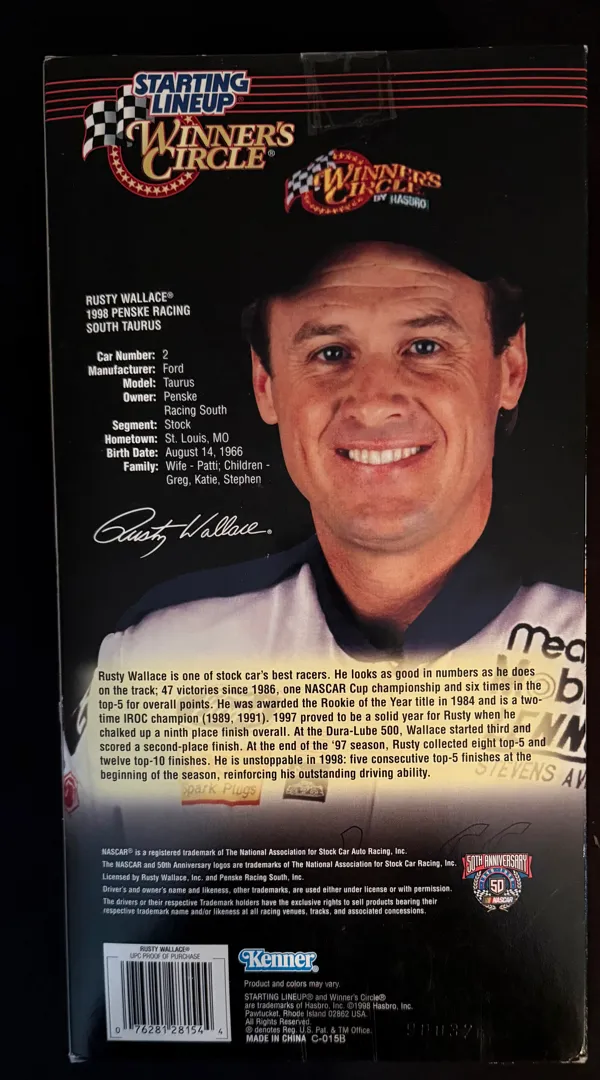 STARTING
LINEUP®
WINNER'S
CIRCLE®
WINNER'S
CIRCLE
BY HASBRO
RUSTY WALLACE®
1998 PENSKE RACING
SOUTH TAURUS
Car Number: 2
Manufacturer: Ford
Model: Taurus
Owner: Penske
Racing South
Segment: Stock
Hometown: St. Louis, MO
Birth Date: August 14, 1966
Family: Wife - Patti; Children -
Greg, Katie, Stephen
Rusty Wallace®
Rusty Wallace is one of stock car's best racers. He looks as good in numbers as he does
on the track; 47 victories since 1986, one NASCAR Cup championship and six times in the
top-5 for overall points. He was awarded the Rookie of the Year title in 1984 and is a two-
time IROC champion (1989, 1991). 1997 proved to be a solid year for Rusty when he
chalked up a ninth place finish overall. At the Dura-Lube 500, Wallace started third and
scored a second-place finish. At the end of the '97 season, Rusty collected eight top-5 and
twelve top-10 finishes. He is unstoppable in 1998: five consecutive top-5 finishes at the
beginning of the season, reinforcing his outstanding driving ability.
STEVENS
Spark Plugs
NASCAR® is a registered trademark of The National Association for Stock Car Auto Racing, Inc.
The NASCAR and 50th Anniversary logos are trademarks of The National Association for Stock Car Racing, Inc.
Licensed by Rusty Wallace, Inc. and Penske Racing South, Inc.
Driver's and owner's name and likeness, other trademarks, are used either under license or with permission.
The drivers or their respective Trademark holders have the exclusive rights to sell products bearing their
respective trademark name and/or likeness at all racing venues, tracks, and associated concessions.
50TH ANNIVERSARY
1948-1998
50
NASCAR
RUSTY WALLACE®
UPC PROOF OF PURCHASE
0 76281 28154 4
Kenner®
Product and colors may vary.
STARTING LINEUP® and Winner's Circle®
are trademarks of Hasbro, Inc. ©1998 Hasbro, Inc.
Pawtucket, Rhode Island 02862 USA.
All Rights Reserved.
® denotes Reg. U.S. Pat. & TM Office.
MADE IN CHINA C-015B